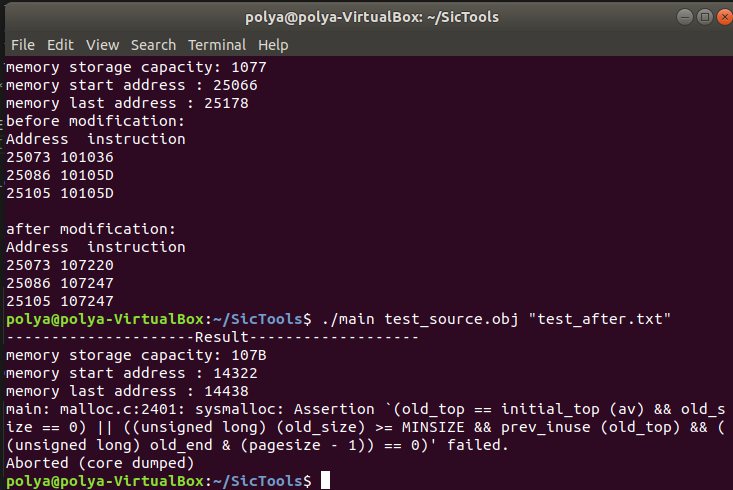 polya@polya-VirtualBox: ~/SicTools
File Edit View Search Terminal Help
memory storage capacity: 1077
memory start address : 25066
memory last address : 25178
before modification:
Address  instruction
25073 101036
25086 10105D
25105 10105D
after modification:
Address  instruction
25073 107220
25086 107247
25105 107247
polya@polya-VirtualBox:~/SicTools$ ./main test_source.obj "test_after.txt"
---------------------Result-------------------
memory storage capacity: 107B
memory start address : 14322
memory last address : 14438
main: malloc.c:2401: sysmalloc: Assertion `(old_top == initial_top (av) && old_s
ize == 0) || ((unsigned long) (old_size) >= MINSIZE && prev_inuse (old_top) && (
(unsigned long) old_end & (pagesize - 1)) == 0)' failed.
Aborted (core dumped)
polya@polya-VirtualBox:~/SicTools$